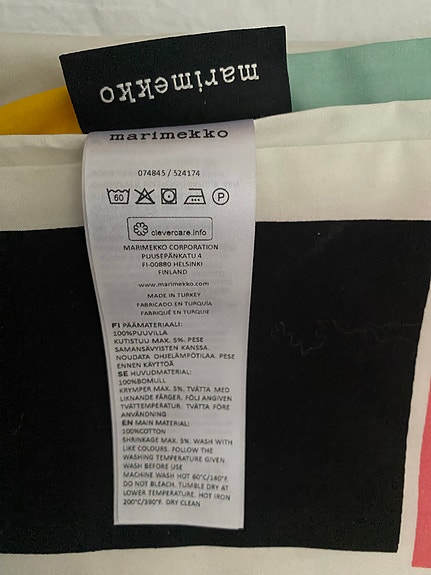 marimekko
marimekko
074845 / 524174
60
P
clevercare.info
MARIMEKKO CORPORATION
PUUSEPÄNKATU 4
FI-00880 HELSINKI
FINLAND
www.marimekko.com
MADE IN TURKEY
FABRICADO EN TURQUÍA
FABRIQUÉ EN TURQUIE
FI PÄÄMATERIAALI:
100%PUUVILLA
KUTISTUU MAX. 5%. PESE
SAMANSÄVYISTEN KANSSA.
NOUDATA OHJELÄMPÖTILAA. PESE
ENNEN KÄYTTÖÄ
SE HUVUDMATERIAL:
100%BOMULL
KRYMPER MAX. 5%. TVÄTTA MED
LIKNANDE FÄRGER. FÖLJ ANGIVEN
TVÄTTEMPERATUR. TVÄTTA FÖRE
ANVÄNDNING
EN MAIN MATERIAL:
100%COTTON
SHRINKAGE MAX. 5%. WASH WITH
LIKE COLOURS. FOLLOW THE
WASHING TEMPERATURE GIVEN.
WASH BEFORE USE
MACHINE WASH HOT 60°C/140°F.
DO NOT BLEACH. TUMBLE DRY AT
LOWER TEMPERATURE. HOT IRON
200°C/390°F. DRY CLEAN